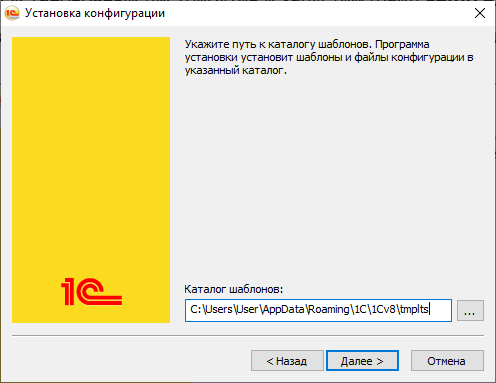 Установка конфигурации
Укажите путь к каталогу шаблонов. Программа
установки установит шаблоны и файлы конфигурации в
указанный каталог.
1С
Каталог шаблонов:
C:\Users\User\AppData\Roaming\1C\1Cv8\tmplts
...
< Назад
Далее >
Отмена